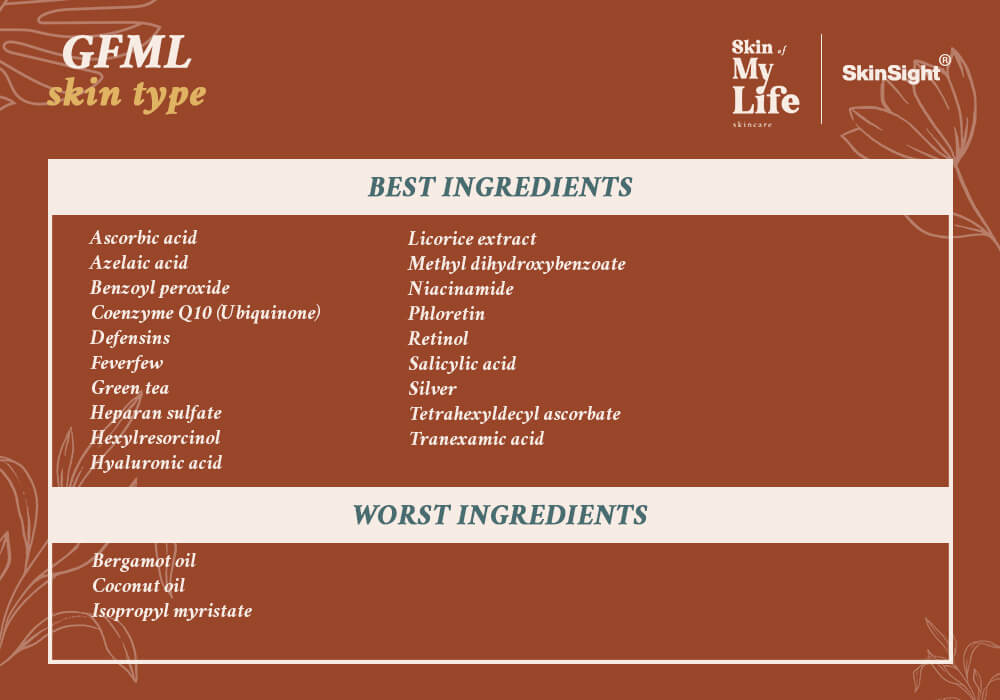 GFML
skin type
Skin of
My
Life
skincare
SkinSight®
BEST INGREDIENTS
Ascorbic acid
Azelaic acid
Benzoyl peroxide
Coenzyme Q10 (Ubiquinone)
Defensins
Feverfew
Green tea
Heparan sulfate
Hexylresorcinol
Hyaluronic acid
Licorice extract
Methyl dihydroxybenzoate
Niacinamide
Phloretin
Retinol
Salicylic acid
Silver
Tetrahexyldecyl ascorbate
Tranexamic acid
WORST INGREDIENTS
Bergamot oil
Coconut oil
Isopropyl myristate